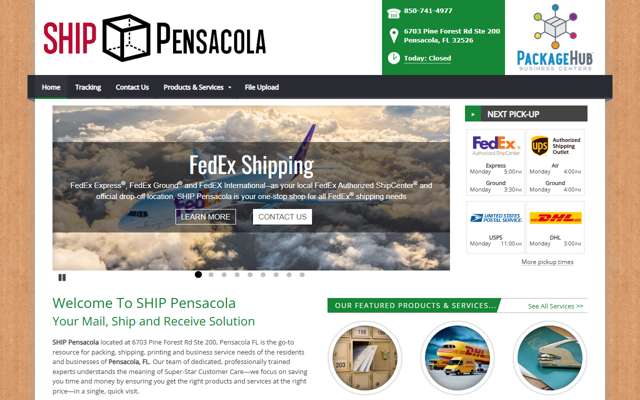 SHIP PENSACOLA
850-741-4977
6703 Pine Forest Rd Ste 200
Pensacola, FL 32526
Today: Closed
PACKAGEHUB
BUSINESS CENTERS
Home
Tracking
Contact Us
Products & Services
File Upload
FedEx Shipping
FedEx Express®, FedEx Ground® and FedEX International—as your local FedEx Authorized ShipCenter® and
official drop-off location, SHIP Pensacola is your one-stop shop for all FedEx® shipping needs
LEARN MORE
CONTACT US
NEXT PICK-UP
FedEx
Authorized ShipCenter
Express
Monday 5:00PM
Ground
Monday 3:30PM
ups
Authorized
Shipping
Outlet
Air
Monday 4:00PM
Ground
Monday 4:00PM
UNITED STATES
POSTAL SERVICE
USPS
Monday 11:00AM
DHL
DHL
Monday 3:00PM
More pickup times
Welcome To SHIP Pensacola
Your Mail, Ship and Receive Solution
SHIP Pensacola located at 6703 Pine Forest Rd Ste 200, Pensacola FL is the go-to
resource for packing, shipping, printing and business service needs of the residents
and businesses of Pensacola, FL. Our team of dedicated, professionally trained
experts understands the meaning of Super-Star Customer Care—we focus on saving
you time and money by ensuring you get the right products and services at the right
price—in a single, quick visit.
OUR FEATURED PRODUCTS & SERVICES...
See All Services >>
203
DHL